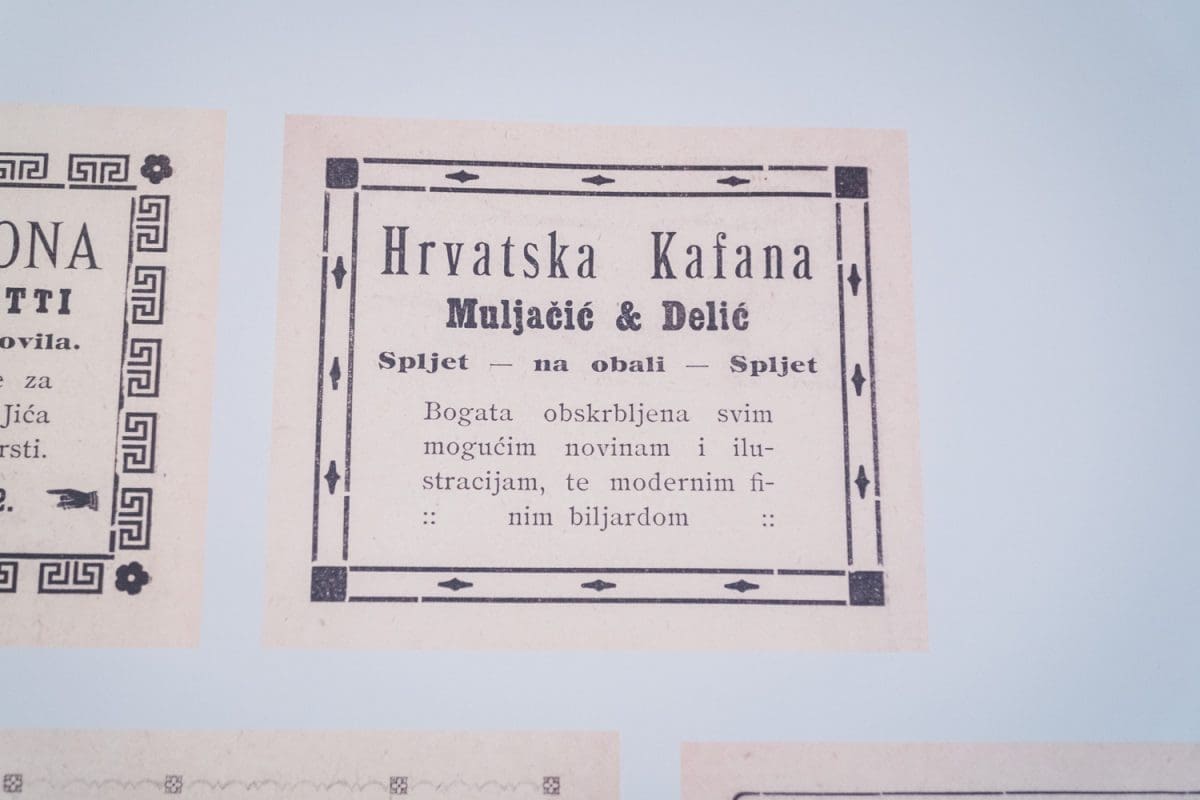 ONA
TTI
ovila.
za
Jića
rsti.
Hrvatska Kafana
Muljačić & Delić
Spljet — na obali — Spljet
Bogata obskrbljena svim
mogućim novinam i ilu-
stracijam, te modernim fi-
:: nim biljardom ::